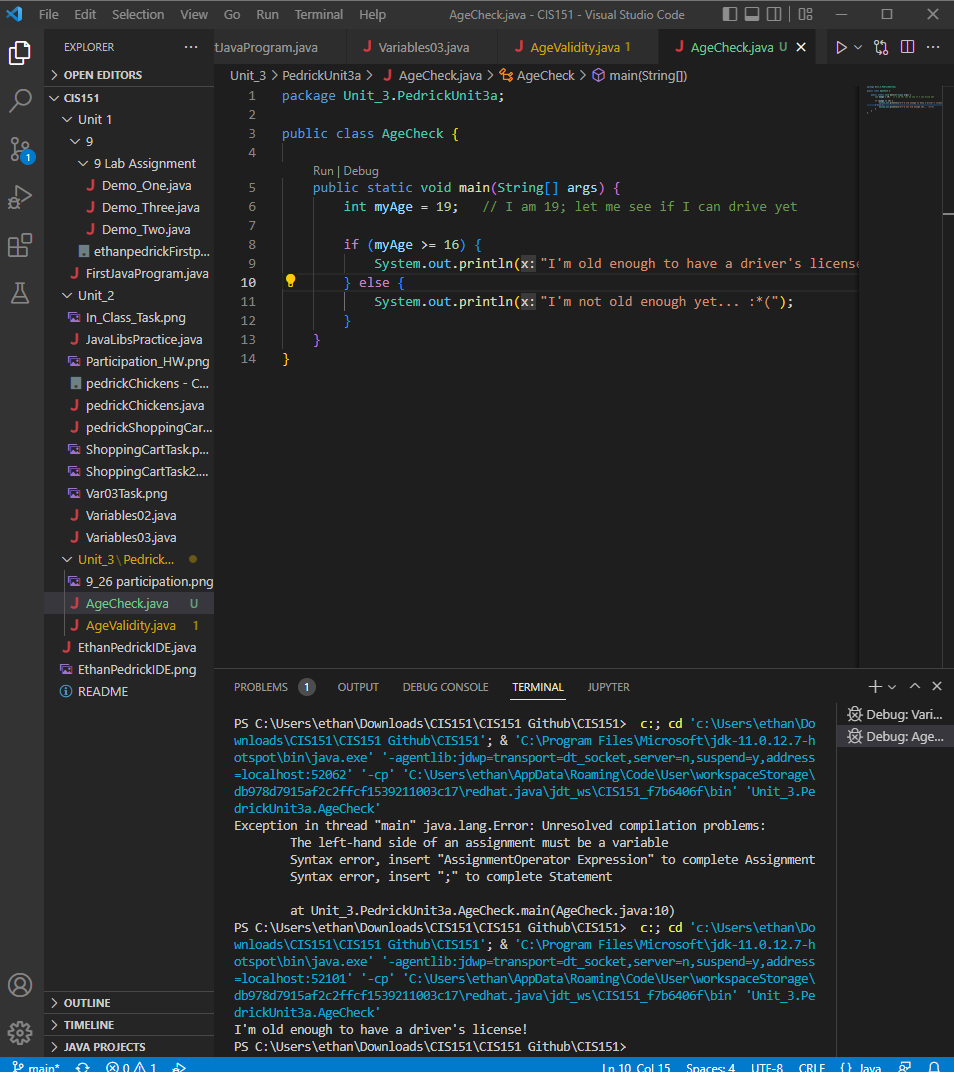 File Edit Selection View Go Run Terminal Help AgeCheck.java - CIS151 - Visual Studio Code
EXPLORER ...
tJavaProgram.java Variables03.java AgeValidity.java 1 AgeCheck.java U
OPEN EDITORS
Unit_3 > PedrickUnit3a > AgeCheck.java > AgeCheck > main(String[])
CIS151
Unit 1
9
9 Lab Assignment
Demo_One.java
Demo_Three.java
Demo_Two.java
ethanpedrickFirstp...
FirstJavaProgram.java
Unit_2
In_Class_Task.png
JavaLibsPractice.java
Participation_HW.png
pedrickChickens - C...
pedrickChickens.java
pedrickShoppingCar...
ShoppingCartTask.p...
ShoppingCartTask2....
Var03Task.png
Variables02.java
Variables03.java
Unit_3\Pedrick...
9_26 participation.png
AgeCheck.java U
AgeValidity.java 1
EthanPedrickIDE.java
EthanPedrickIDE.png
README
OUTLINE
TIMELINE
JAVA PROJECTS
1 package Unit_3.PedrickUnit3a;
2
3 public class AgeCheck {
4
Run | Debug
5 public static void main(String[] args) {
6 int myAge = 19; // I am 19; let me see if I can drive yet
7
8 if (myAge >= 16) {
9 System.out.println(x:"I'm old enough to have a driver's license
10 } else {
11 System.out.println(x:"I'm not old enough yet... :*(");
12 }
13 }
14 }
PROBLEMS 1 OUTPUT DEBUG CONSOLE TERMINAL JUPYTER
Debug: Vari...
Debug: Age...
PS C:\Users\ethan\Downloads\CIS151\CIS151 Github\CIS151> c:; cd 'c:\Users\ethan\Do
wnloads\CIS151\CIS151 Github\CIS151'; & 'C:\Program Files\Microsoft\jdk-11.0.12.7-h
otspot\bin\java.exe' '-agentlib:jdwp=transport=dt_socket,server=n,suspend=y,address
=localhost:52062' '-cp' 'C:\Users\ethan\AppData\Roaming\Code\User\workspaceStorage\
db978d7915af2c2ffcf1539211003c17\redhat.java\jdt_ws\CIS151_f7b6406f\bin' 'Unit_3.Pe
drickUnit3a.AgeCheck'
Exception in thread "main" java.lang.Error: Unresolved compilation problems:
The left-hand side of an assignment must be a variable
Syntax error, insert "AssignmentOperator Expression" to complete Assignment
Syntax error, insert ";" to complete Statement
at Unit_3.PedrickUnit3a.AgeCheck.main(AgeCheck.java:10)
PS C:\Users\ethan\Downloads\CIS151\CIS151 Github\CIS151> c:; cd 'c:\Users\ethan\Do
wnloads\CIS151\CIS151 Github\CIS151'; & 'C:\Program Files\Microsoft\jdk-11.0.12.7-h
otspot\bin\java.exe' '-agentlib:jdwp=transport=dt_socket,server=n,suspend=y,address
=localhost:52101' '-cp' 'C:\Users\ethan\AppData\Roaming\Code\User\workspaceStorage\
db978d7915af2c2ffcf1539211003c17\redhat.java\jdt_ws\CIS151_f7b6406f\bin' 'Unit_3.Pe
drickUnit3a.AgeCheck'
I'm old enough to have a driver's license!
PS C:\Users\ethan\Downloads\CIS151\CIS151 Github\CIS151>
main* 0 1 Ln 10, Col 15 Spaces: 4 UTF-8 CRLF {} Java